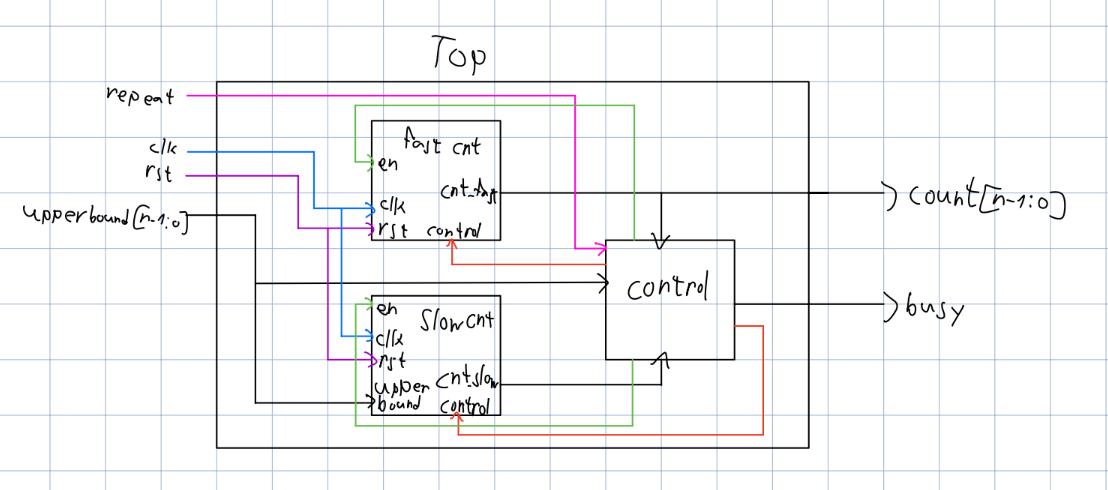 Top
repeat
clk
rst
upperbound[n-1:0]
fast cnt
en
cnt_fast
clk
rst control
count[n-1:0]
control
busy
en
slow cnt
clk
rst
upper cnt_slow
bound control